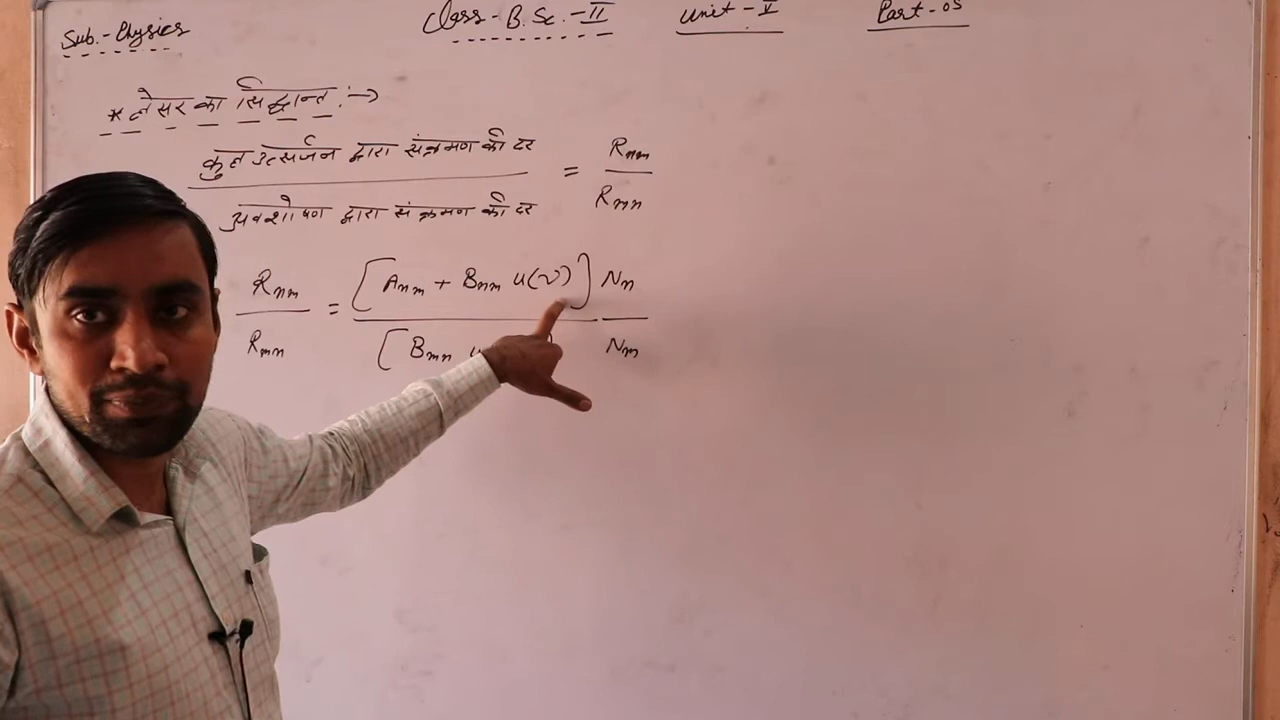 Sub.- Physics Class- B.Sc.-II Unit - V Part-05
* लेसर का सिद्धान्त :->
कुल उत्सर्जन द्वारा संक्रमण की दर / अवशोषण द्वारा संक्रमण की दर = Rnm / Rmn
Rnm / Rmn = [Anm + Bnm u(ν)] Nn / [Bmn u Nm